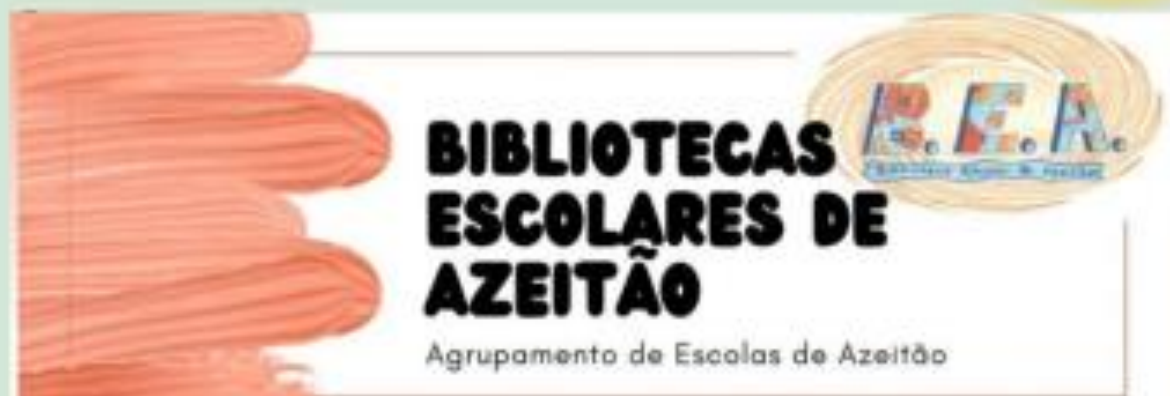 BIBLIOTECAS
ESCOLARES DE
AZEITÃO
Agrupamento de Escolas de Azeitão
B.E.A.